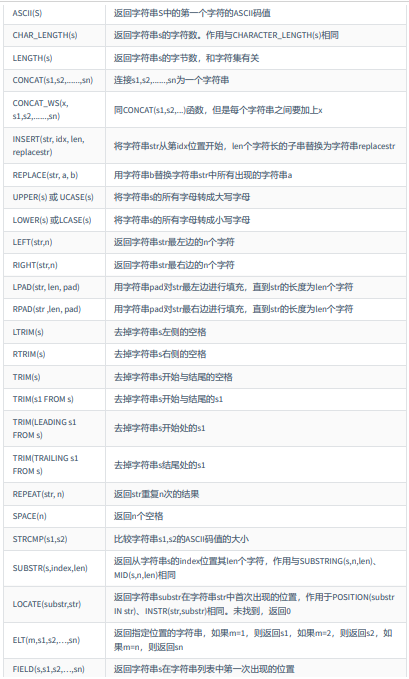 ASCII(S) 返回字符串S中的第一个字符的ASCII码值
CHAR_LENGTH(s) 返回字符串s的字符数。作用与CHARACTER_LENGTH(s)相同
LENGTH(s) 返回字符串s的字节数，和字符集有关
CONCAT(s1,s2,......,sn) 连接s1,s2,......,sn为一个字符串
CONCAT_WS(x,
s1,s2,......,sn) 同CONCAT(s1,s2,...)函数，但是每个字符串之间要加上x
INSERT(str, idx, len,
replacestr) 将字符串str从第idx位置开始，len个字符长的子串替换为字符串replacestr
REPLACE(str, a, b) 用字符串b替换字符串str中所有出现的字符串a
UPPER(s) 或 UCASE(s) 将字符串s的所有字母转成大写字母
LOWER(s) 或LCASE(s) 将字符串s的所有字母转成小写字母
LEFT(str,n) 返回字符串str最左边的n个字符
RIGHT(str,n) 返回字符串str最右边的n个字符
LPAD(str, len, pad) 用字符串pad对str最左边进行填充，直到str的长度为len个字符
RPAD(str ,len, pad) 用字符串pad对str最右边进行填充，直到str的长度为len个字符
LTRIM(s) 去掉字符串s左侧的空格
RTRIM(s) 去掉字符串s右侧的空格
TRIM(s) 去掉字符串s开始与结尾的空格
TRIM(s1 FROM s) 去掉字符串s开始与结尾的s1
TRIM(LEADING s1
FROM s) 去掉字符串s开始处的s1
TRIM(TRAILING s1
FROM s) 去掉字符串s结尾处的s1
REPEAT(str, n) 返回str重复n次的结果
SPACE(n) 返回n个空格
STRCMP(s1,s2) 比较字符串s1,s2的ASCII码值的大小
SUBSTR(s,index,len) 返回从字符串s的index位置其len个字符，作用与SUBSTRING(s,n,len)、
MID(s,n,len)相同
LOCATE(substr,str) 返回字符串substr在字符串str中首次出现的位置，作用于POSITION(substr
IN str)、INSTR(str,substr)相同。未找到，返回0
ELT(m,s1,s2,…,sn) 返回指定位置的字符串，如果m=1，则返回s1，如果m=2，则返回s2，如
果m=n，则返回sn
FIELD(s,s1,s2,…,sn) 返回字符串s在字符串列表中第一次出现的位置